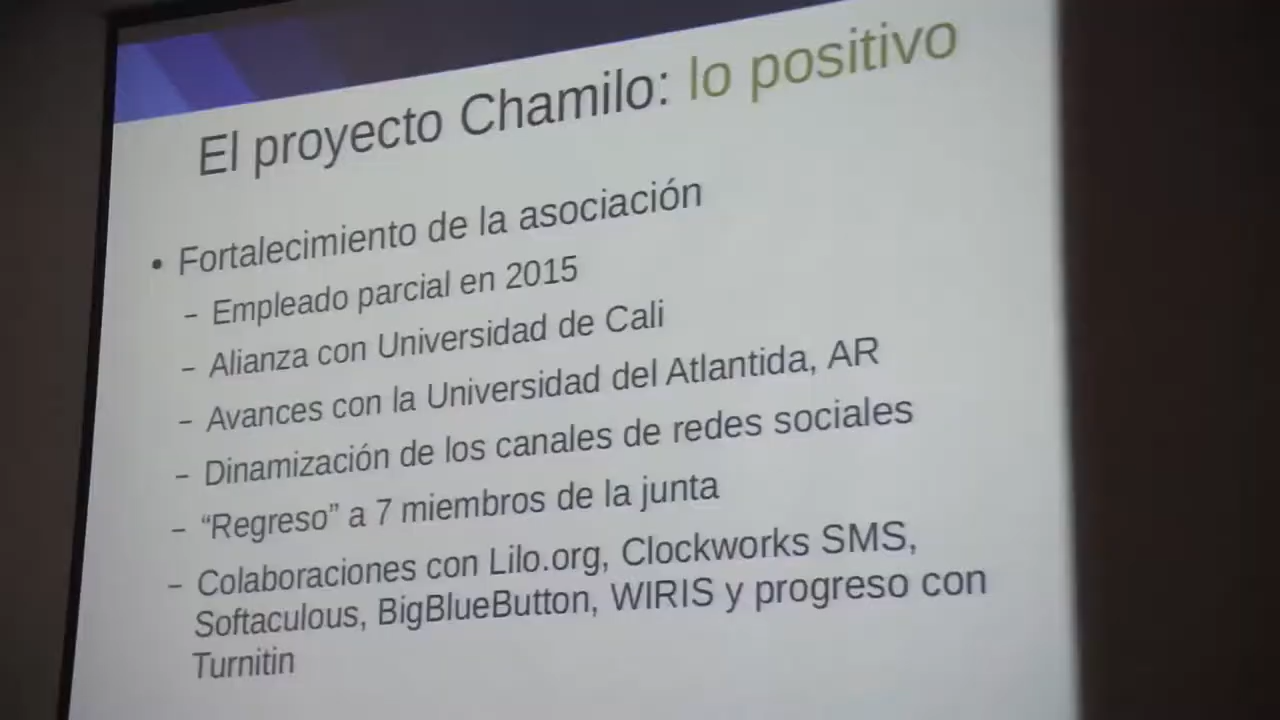 El proyecto Chamilo: lo positivo
• Fortalecimiento de la asociación
– Empleado parcial en 2015
– Alianza con Universidad de Cali
– Avances con la Universidad del Atlantida, AR
– Dinamización de los canales de redes sociales
– “Regreso” a 7 miembros de la junta
– Colaboraciones con Lilo.org, Clockworks SMS,
Softaculous, BigBlueButton, WIRIS y progreso con
Turnitin